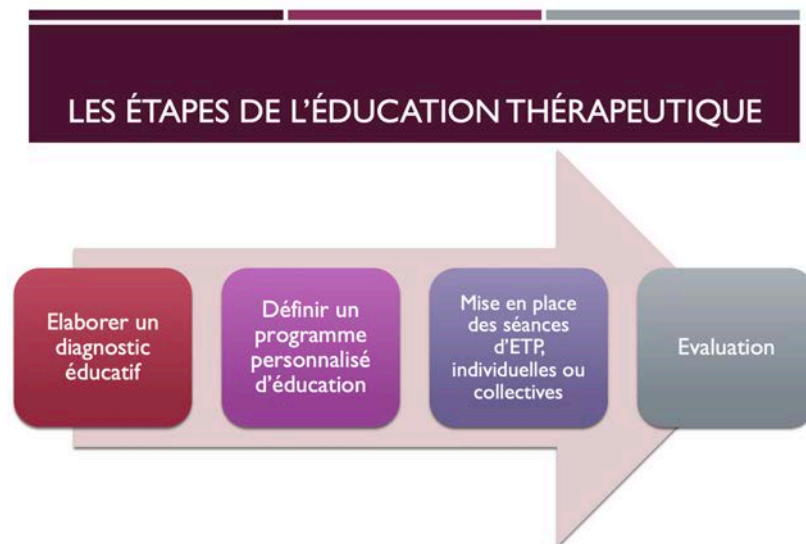 LES ÉTAPES DE L’ÉDUCATION THÉRAPEUTIQUE
Elaborer un
diagnostic
éducatif
Définir un
programme
personnalisé
d’éducation
Mise en place
des séances
d’ETP,
individuelles ou
collectives
Evaluation